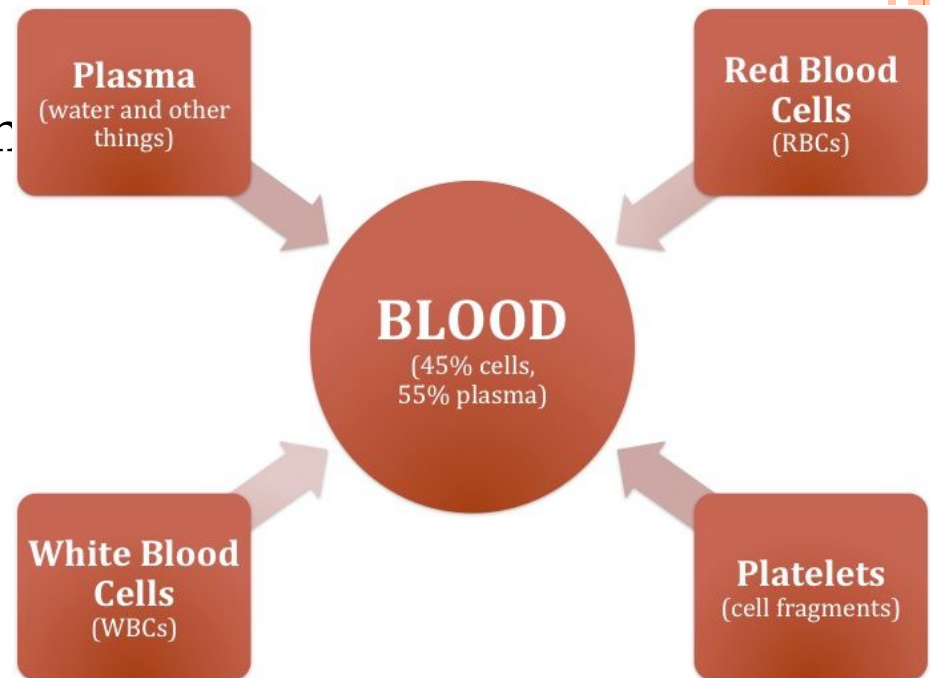 Plasma
(water and other
things)
Red Blood
Cells
(RBCs)
BLOOD
(45% cells,
55% plasma)
White Blood
Cells
(WBCs)
Platelets
(cell fragments)